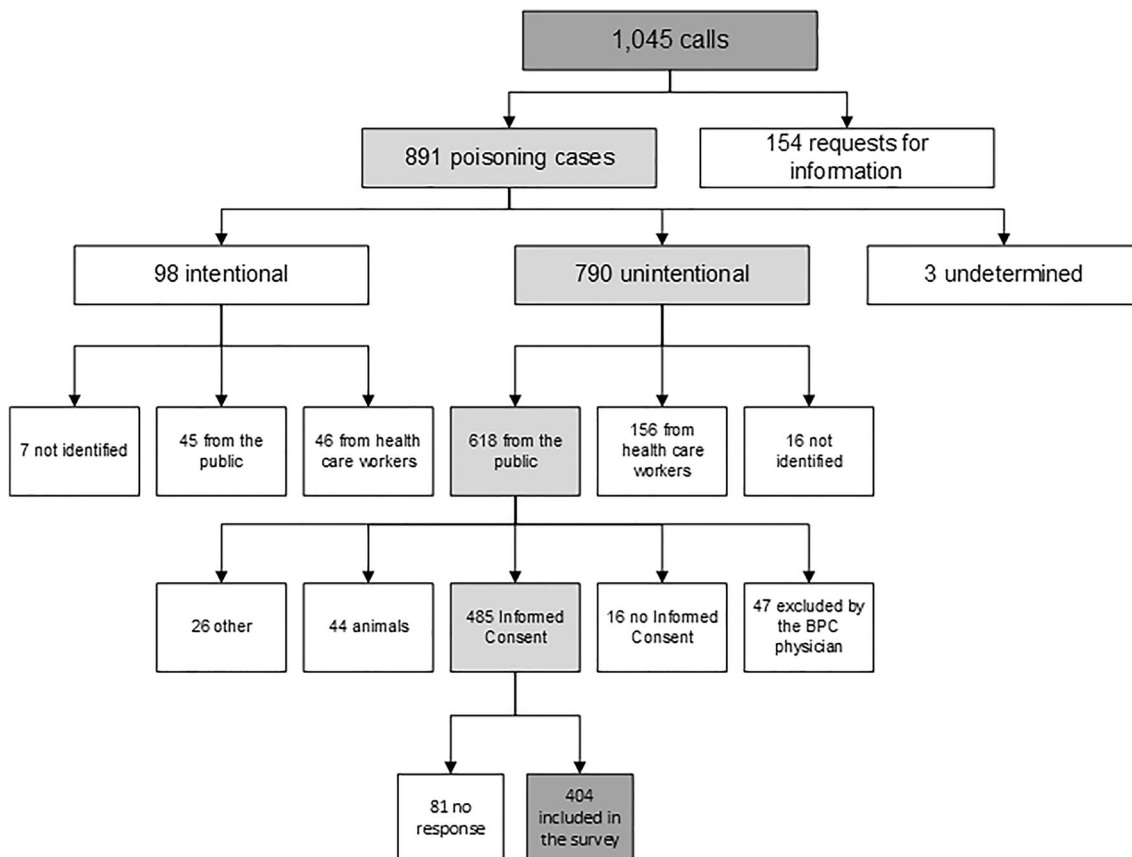 1,045 calls
891 poisoning cases
154 requests for
information
98 intentional
790 unintentional
3 undetermined
7 not identified
45 from the
public
46 from health
care workers
618 from the
public
156 from
health care
workers
16 not
identified
26 other
44 animals
485 Informed
Consent
16 no Informed
Consent
47 excluded by
the BPC
physician
81 no
response
404
included in
the survey